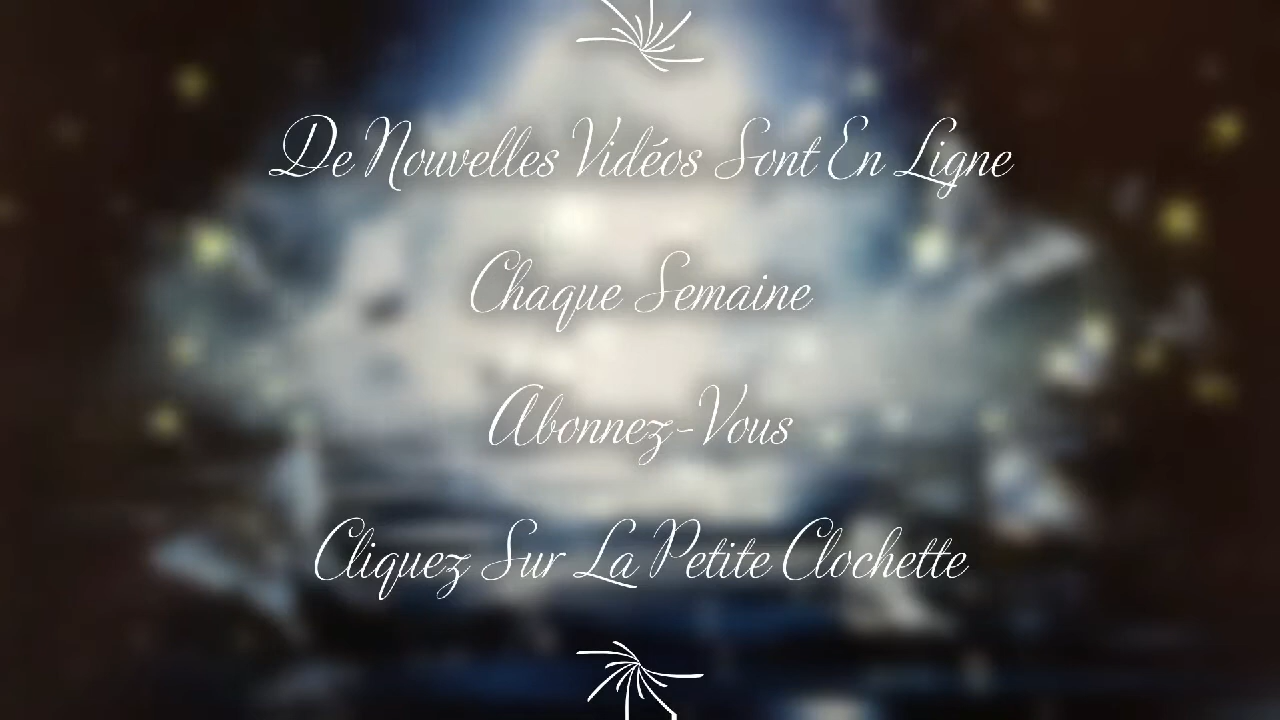 De Nouvelles Vidéos Sont En Ligne
Chaque Semaine
Abonnez-Vous
Cliquez Sur La Petite Clochette